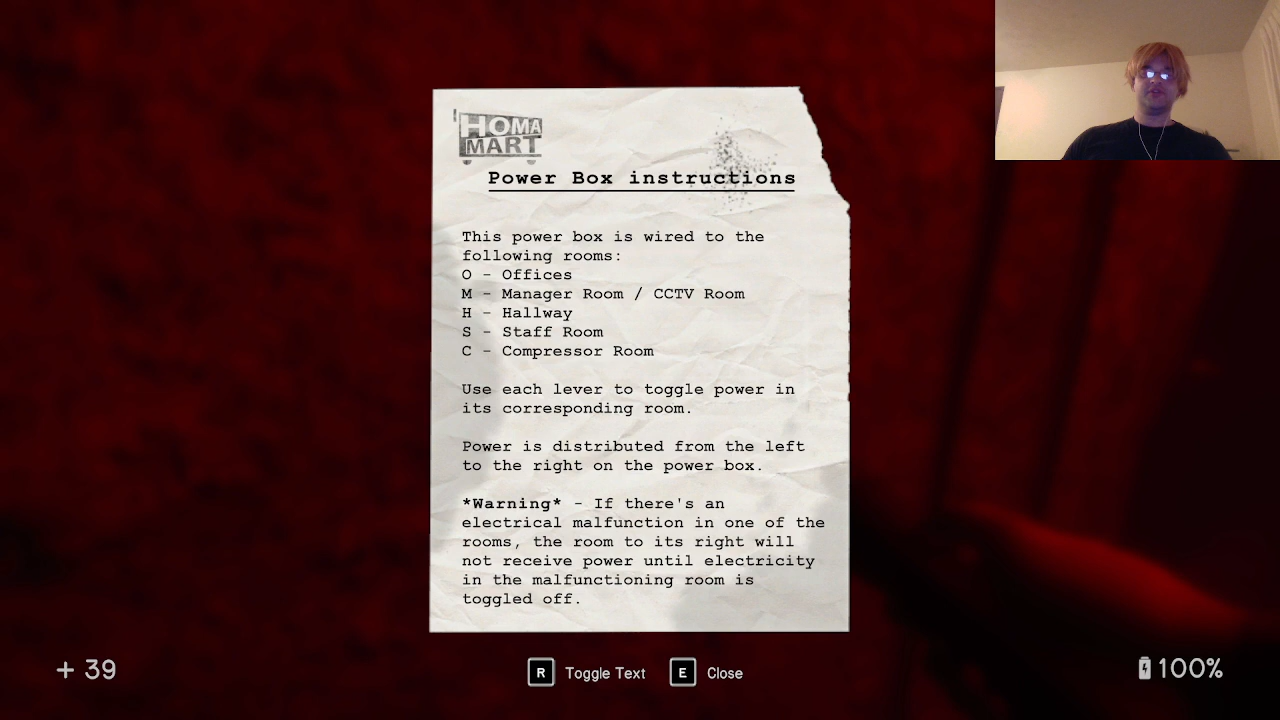 HOMA
MART
Power Box instructions
This power box is wired to the
following rooms:
O - Offices
M - Manager Room / CCTV Room
H - Hallway
S - Staff Room
C - Compressor Room
Use each lever to toggle power in
its corresponding room.
Power is distributed from the left
to the right on the power box.
*Warning* - If there's an
electrical malfunction in one of the
rooms, the room to its right will
not receive power until electricity
in the malfunctioning room is
toggled off.
+ 39
R Toggle Text E Close
100%